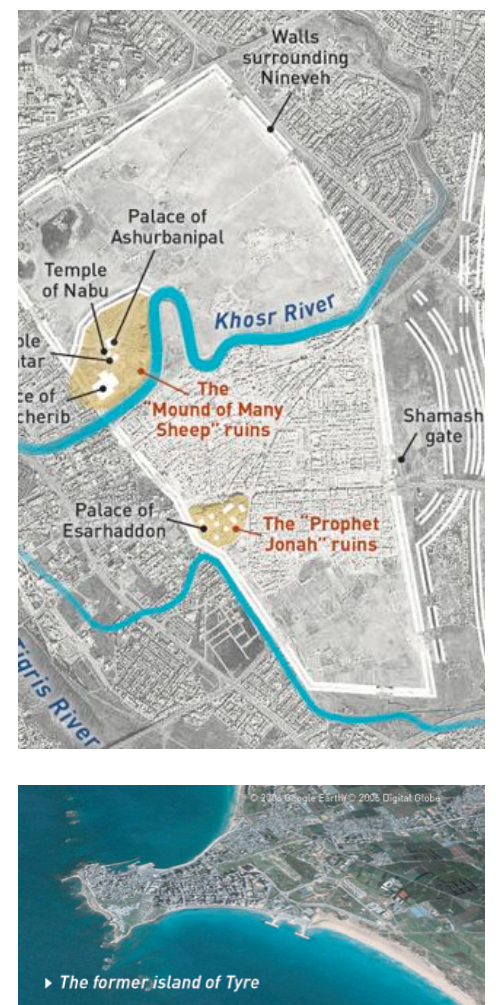 Walls
surrounding
Nineveh
Palace of
Ashurbanipal
Temple
of Nabu
Khosr River
The
"Mound of Many
Sheep" ruins
Shamash
gate
Palace of
Esarhaddon
The "Prophet
Jonah" ruins
Tigris River
© 2006 Google Earth/© 2006 Digital Globe
The former island of Tyre